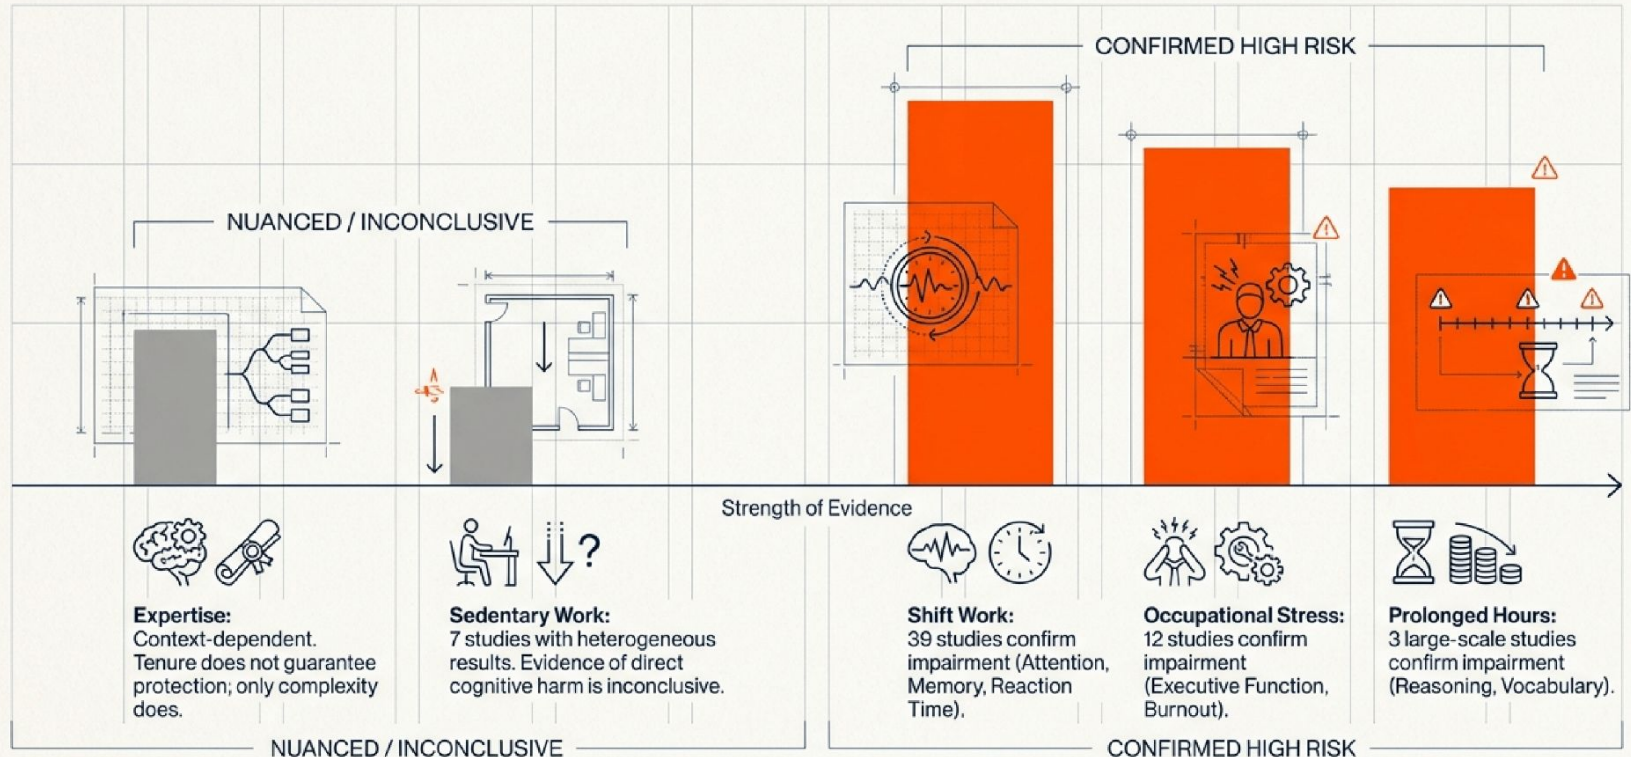 CONFIRMED HIGH RISK
NUANCED / INCONCLUSIVE
Strength of Evidence
?
Expertise:
Context-dependent.
Tenure does not guarantee
protection; only complexity
does.
Sedentary Work:
7 studies with heterogeneous
results. Evidence of direct
cognitive harm is inconclusive.
Shift Work:
39 studies confirm
impairment (Attention,
Memory, Reaction
Time),
Occupational Stress:
12 studies confirm
impairment
(Executive Function,
Burnout).
Prolonged Hours:
3 large-scale studies
confirm impairment
(Reasoning, Vocabulary).
NUANCED / INCONCLUSIVE
CONFIRMED HIGH RISK